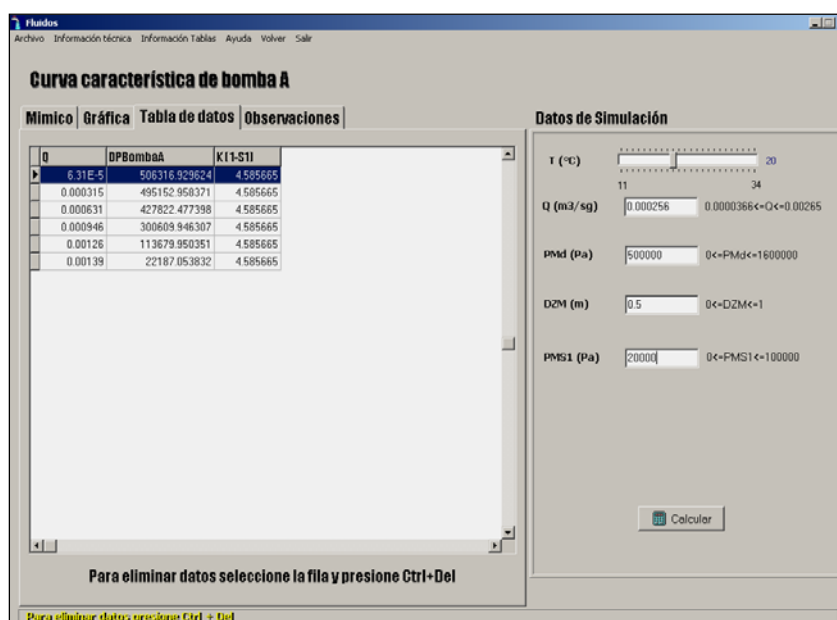 Fluidos
Archivo Información técnica Información Tablas Ayuda Volver Salir
Curva característica de bomba A
Mimico Gráfica Tabla de datos Observaciones
Q DPBombaA K[1-S1]
6.31E-5 506316.929624 4.585665
0.000315 495152.958371 4.585665
0.000631 427822.477398 4.585665
0.000946 300609.946307 4.585665
0.00126 113679.950351 4.585665
0.00139 22187.053832 4.585665
Para eliminar datos seleccione la fila y presione Ctrl+Del
Datos de Simulación
T (ºC) 20
11 34
Q (m3/sg) 0.000256 0.0000366<=Q<=0.00265
PMd (Pa) 500000 0<=PMd<=1600000
DZM (m) 0.5 0<=DZM<=1
PMS1 (Pa) 20000 0<=PMS1<=100000
Calcular
Para eliminar datos presione Ctrl + Del